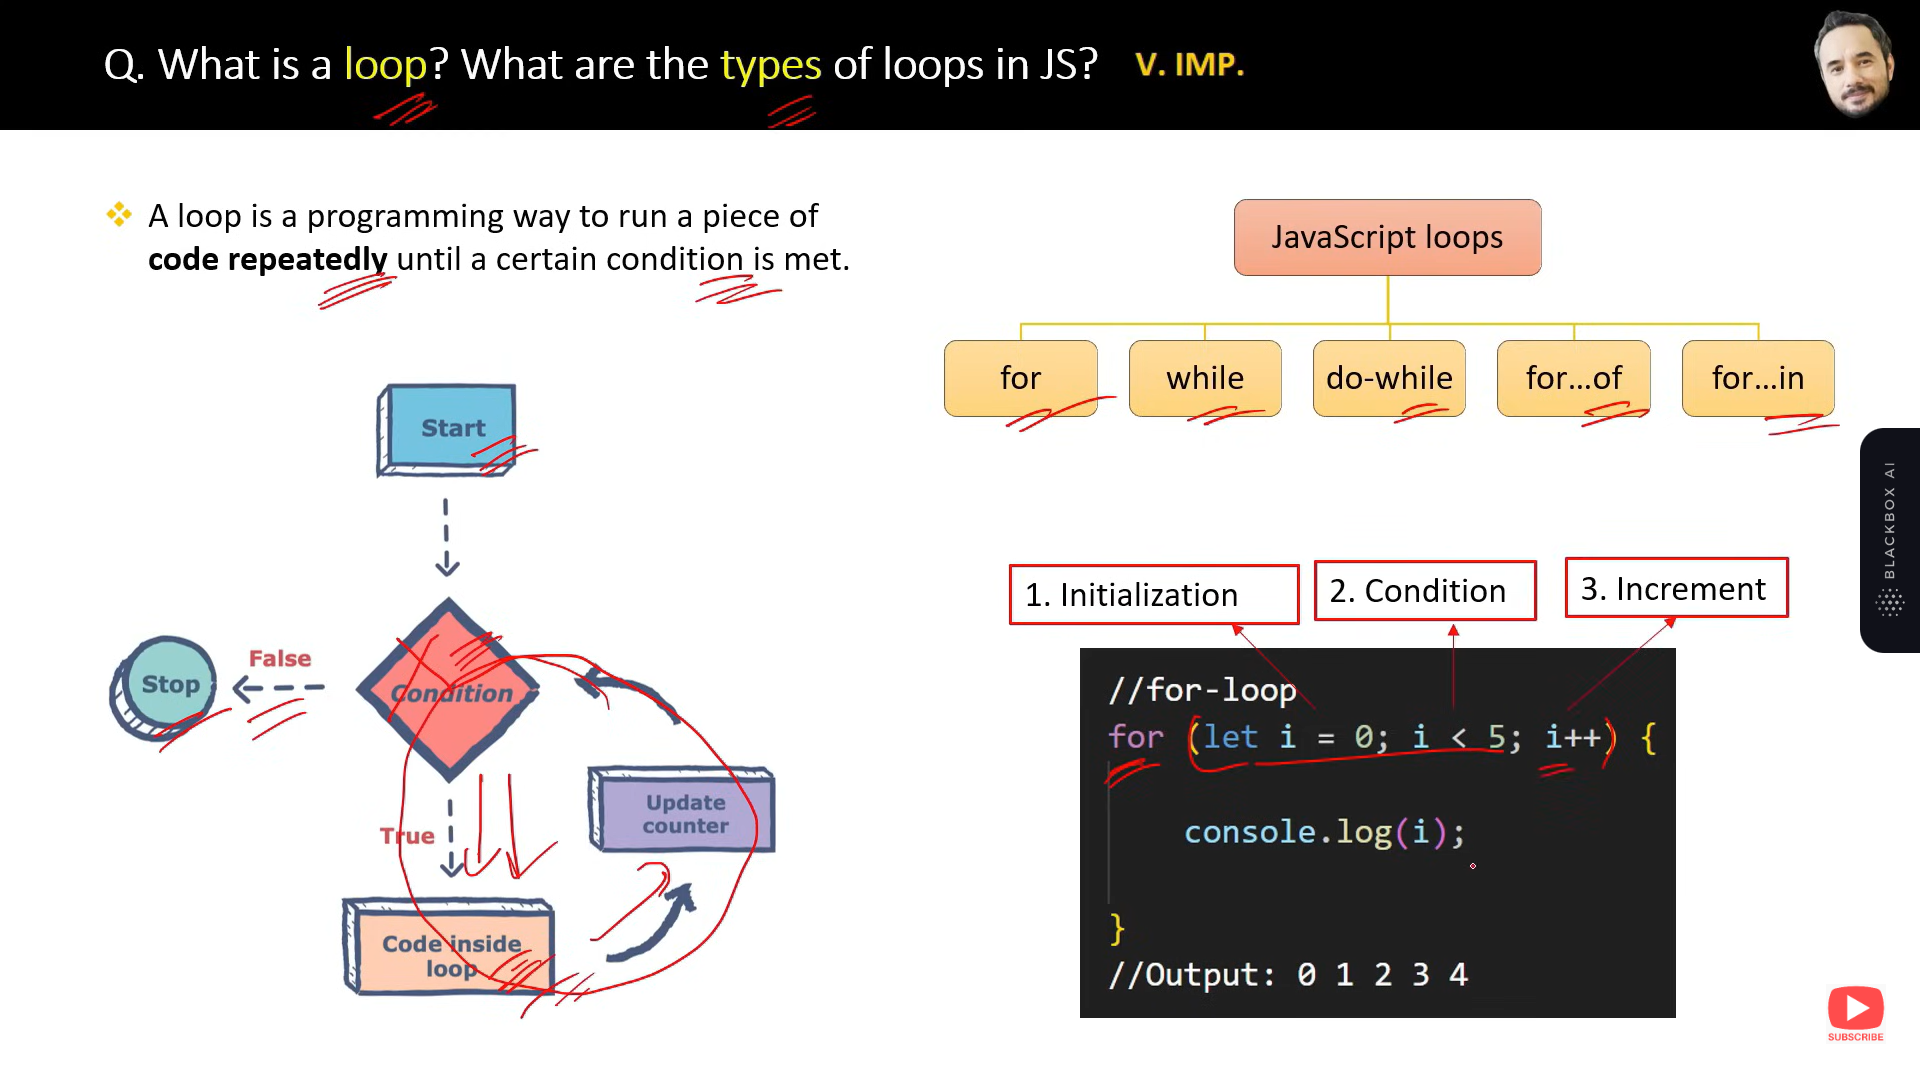 Q. What is a loop? What are the types of loops in JS? V. IMP.
A loop is a programming way to run a piece of
code repeatedly until a certain condition is met.
JavaScript loops
for while do-while for...of for...in
Start
Condition
False
Stop
True
Update
counter
Code inside
loop
1. Initialization 2. Condition 3. Increment
//for-loop
for (let i = 0; i < 5; i++) {
console.log(i);
}
//Output: 0 1 2 3 4
BLACKBOX AI
SUBSCRIBE